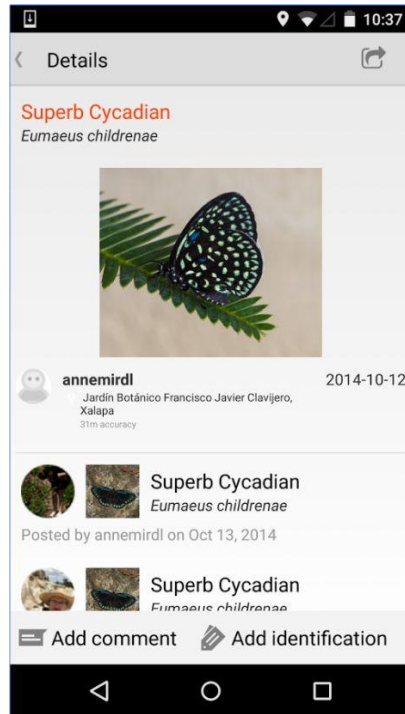 10:37
Details
Superb Cycadian
Eumaeus childrenae
annemirdl
2014-10-12
Jardín Botánico Francisco Javier Clavijero,
Xalapa
31m accuracy
Superb Cycadian
Eumaeus childrenae
Posted by annemirdl on Oct 13, 2014
Superb Cycadian
Eumaeus childrenae
Add comment
Add identification